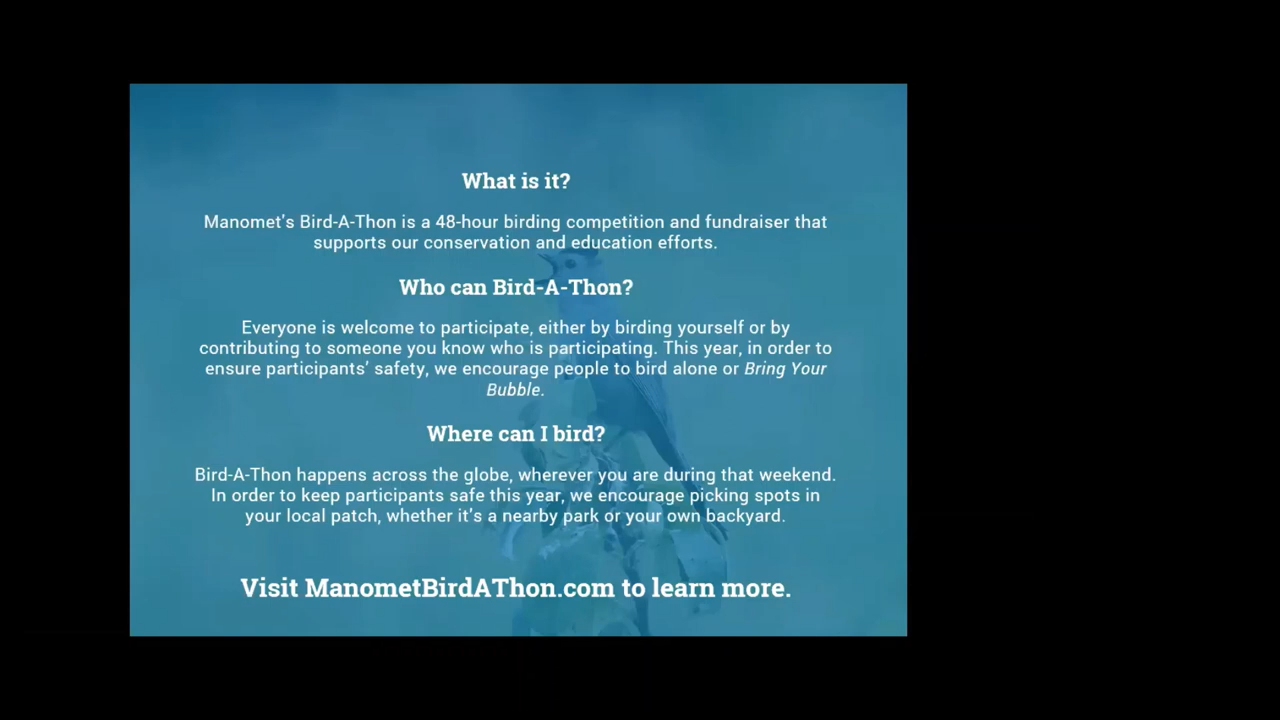 What is it?
Manomet's Bird-A-Thon is a 48-hour birding competition and fundraiser that
supports our conservation and education efforts.
Who can Bird-A-Thon?
Everyone is welcome to participate, either by birding yourself or by
contributing to someone you know who is participating. This year, in order to
ensure participants’ safety, we encourage people to bird alone or Bring Your
Bubble.
Where can I bird?
Bird-A-Thon happens across the globe, wherever you are during that weekend.
In order to keep participants safe this year, we encourage picking spots in
your local patch, whether it’s a nearby park or your own backyard.
Visit ManometBirdAThon.com to learn more.